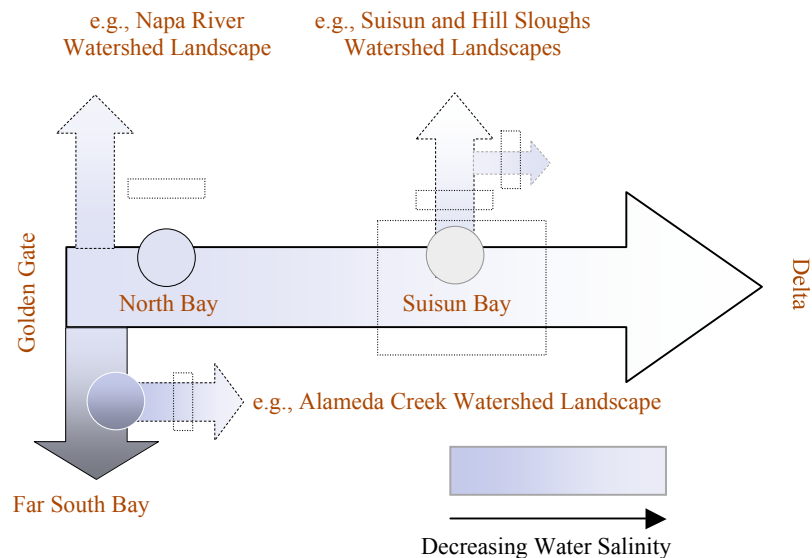 e.g., Napa River
Watershed Landscape
e.g., Suisun and Hill Sloughs
Watershed Landscapes
Golden Gate
North Bay
Suisun Bay
Delta
e.g., Alameda Creek Watershed Landscape
Far South Bay
Decreasing Water Salinity